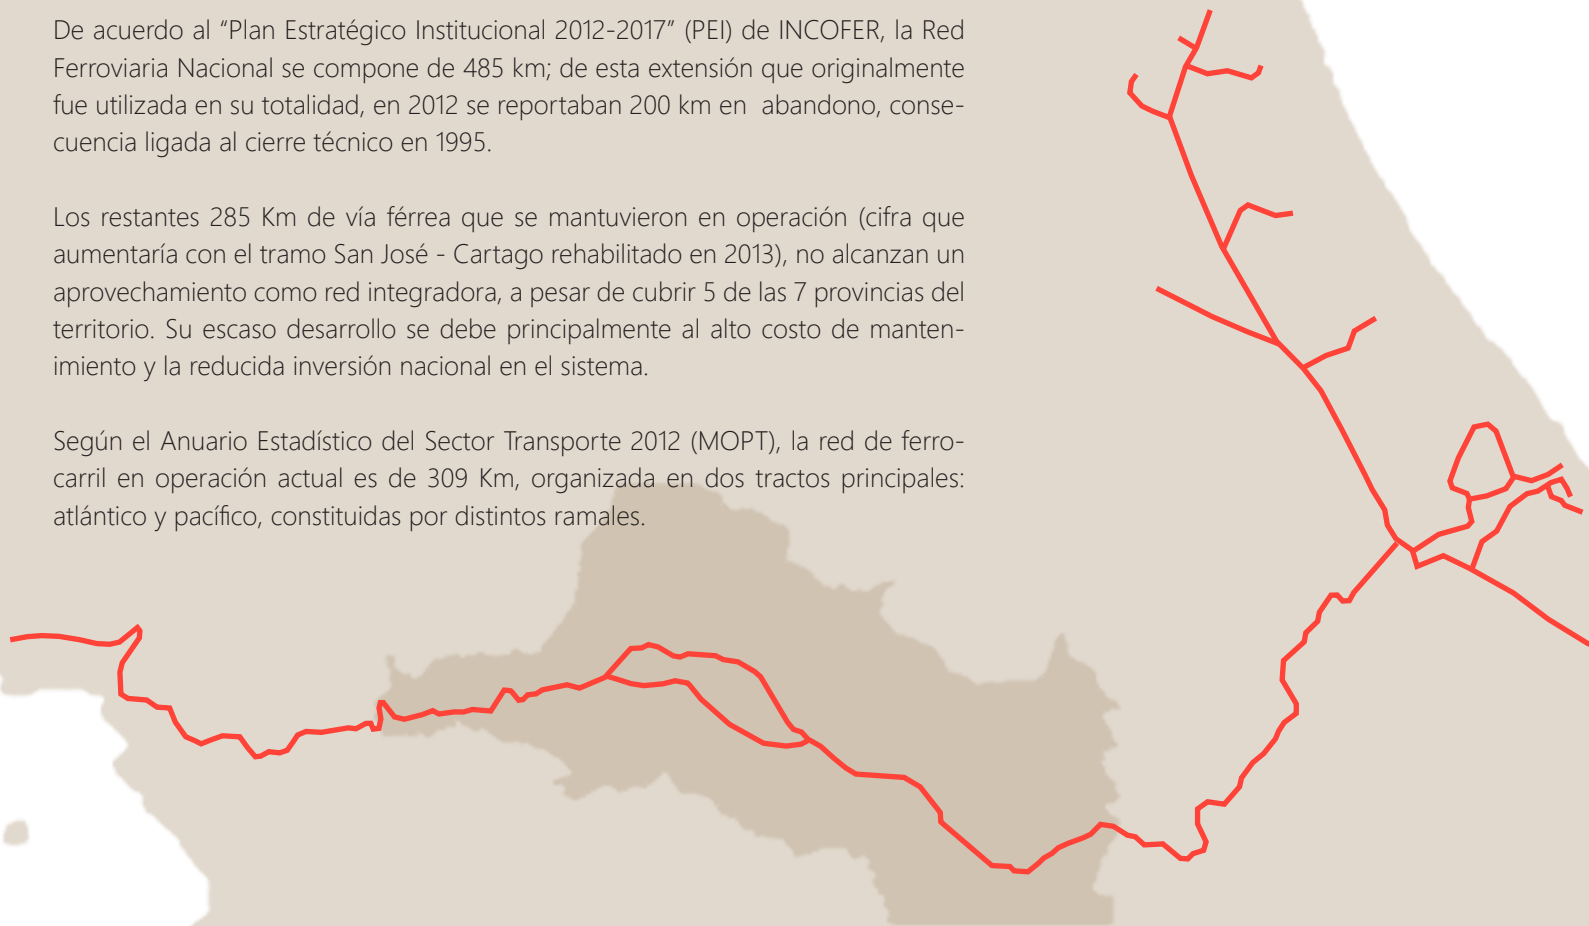 De acuerdo al “Plan Estratégico Institucional 2012-2017” (PEI) de INCOFER, la Red
Ferroviaria Nacional se compone de 485 km; de esta extensión que originalmente
fue utilizada en su totalidad, en 2012 se reportaban 200 km en  abandono, conse-
cuencia ligada al cierre técnico en 1995.
Los restantes 285 Km de vía férrea que se mantuvieron en operación (cifra que
aumentaría con el tramo San José - Cartago rehabilitado en 2013), no alcanzan un
aprovechamiento como red integradora, a pesar de cubrir 5 de las 7 provincias del
territorio. Su escaso desarrollo se debe principalmente al alto costo de manten-
imiento y la reducida inversión nacional en el sistema.
Según el Anuario Estadístico del Sector Transporte 2012 (MOPT), la red de ferro-
carril en operación actual es de 309 Km, organizada en dos tractos principales:
atlántico y pacífico, constituidas por distintos ramales.